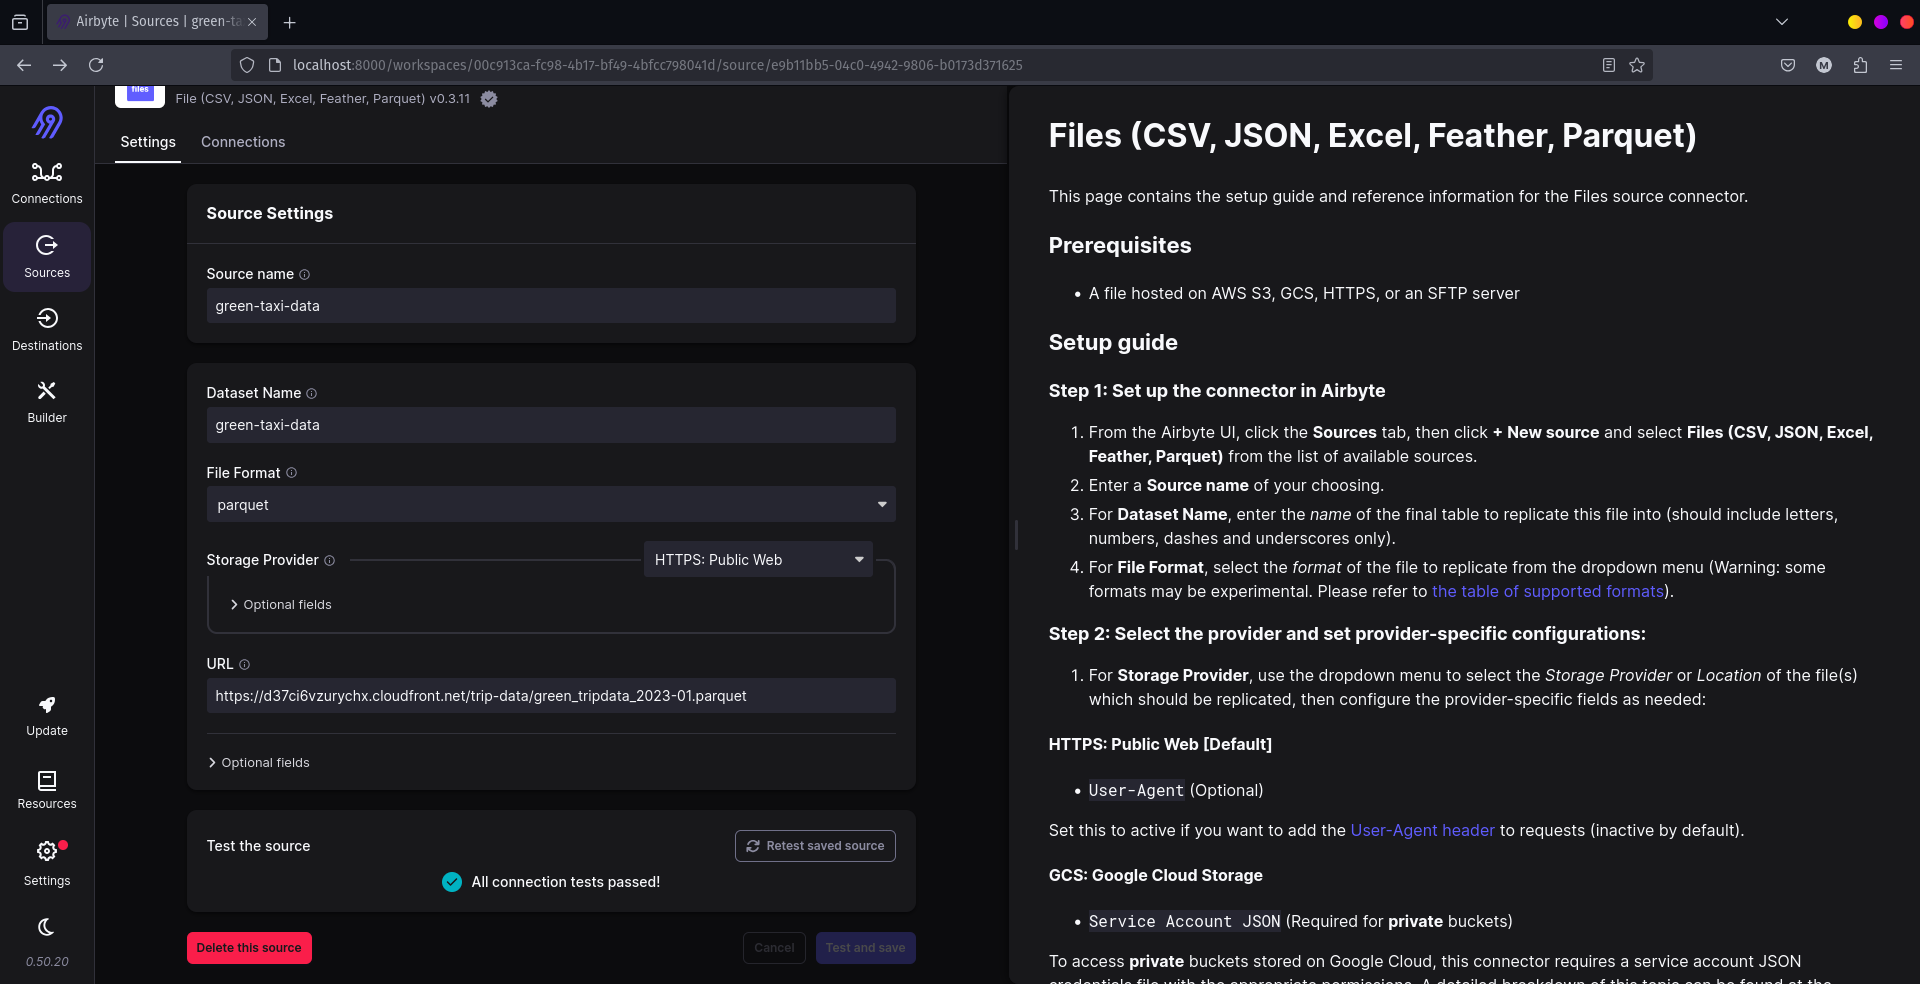 Airbyte | Sources | green-ta
localhost:8000/workspaces/00c913ca-fc98-4b17-bf49-4bfcc798041d/source/e9b11bb5-04c0-4942-9806-b0173d371625
M
files
File (CSV, JSON, Excel, Feather, Parquet) v0.3.11
Settings
Connections
Connections
Sources
Destinations
Builder
Update
Resources
Settings
0.50.20
Source Settings
Source name
green-taxi-data
Dataset Name
green-taxi-data
File Format
parquet
Storage Provider
HTTPS: Public Web
Optional fields
URL
https://d37ci6vzurychx.cloudfront.net/trip-data/green_tripdata_2023-01.parquet
Optional fields
Test the source
Retest saved source
All connection tests passed!
Delete this source
Cancel
Test and save
Files (CSV, JSON, Excel, Feather, Parquet)
This page contains the setup guide and reference information for the Files source connector.
Prerequisites
• A file hosted on AWS S3, GCS, HTTPS, or an SFTP server
Setup guide
Step 1: Set up the connector in Airbyte
1. From the Airbyte UI, click the Sources tab, then click + New source and select Files (CSV, JSON, Excel,
Feather, Parquet) from the list of available sources.
2. Enter a Source name of your choosing.
3. For Dataset Name, enter the name of the final table to replicate this file into (should include letters,
numbers, dashes and underscores only).
4. For File Format, select the format of the file to replicate from the dropdown menu (Warning: some
formats may be experimental. Please refer to the table of supported formats).
Step 2: Select the provider and set provider-specific configurations:
1. For Storage Provider, use the dropdown menu to select the Storage Provider or Location of the file(s)
which should be replicated, then configure the provider-specific fields as needed:
HTTPS: Public Web [Default]
• User-Agent (Optional)
Set this to active if you want to add the User-Agent header to requests (inactive by default).
GCS: Google Cloud Storage
• Service Account JSON (Required for private buckets)
To access private buckets stored on Google Cloud, this connector requires a service account JSON
credentials file with the appropriate permissions. A detailed breakdown of this topic can be found at the